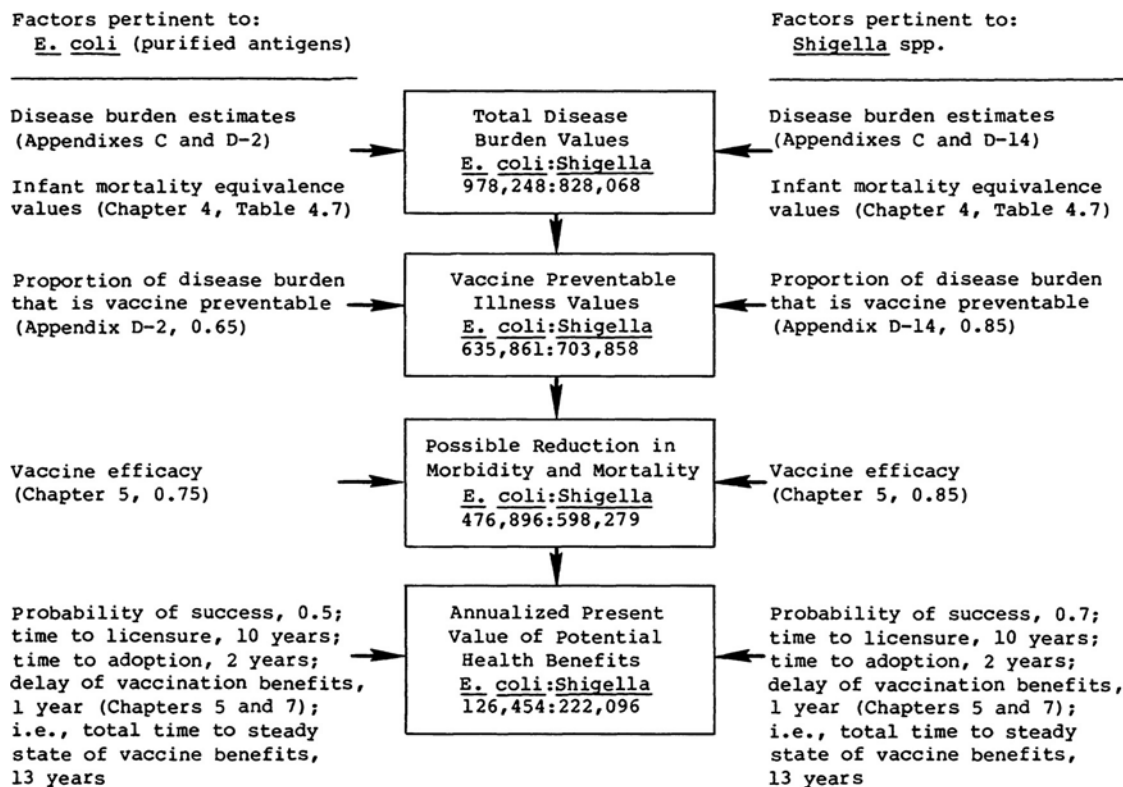 Factors pertinent to:
E. coli (purified antigens)
Disease burden estimates
(Appendixes C and D-2)
Infant mortality equivalence
values (Chapter 4, Table 4.7)
Proportion of disease burden
that is vaccine preventable
(Appendix D-2, 0.65)
Vaccine efficacy
(Chapter 5, 0.75)
Probability of success, 0.5;
time to licensure, 10 years;
time to adoption, 2 years;
delay of vaccination benefits,
1 year (Chapters 5 and 7);
i.e., total time to steady
state of vaccine benefits,
13 years
Total Disease
Burden Values
E. coli:Shigella
978,248:828,068
Vaccine Preventable
Illness Values
E. coli:Shigella
635,861:703,858
Possible Reduction in
Morbidity and Mortality
E. coli:Shigella
476,896:598,279
Annualized Present
Value of Potential
Health Benefits
E. coli:Shigella
126,454:222,096
Factors pertinent to:
Shigella spp.
Disease burden estimates
(Appendixes C and D-14)
Infant mortality equivalence
values (Chapter 4, Table 4.7)
Proportion of disease burden
that is vaccine preventable
(Appendix D-14, 0.85)
Vaccine efficacy
(Chapter 5, 0.85)
Probability of success, 0.7;
time to licensure, 10 years;
time to adoption, 2 years;
delay of vaccination benefits,
1 year (Chapters 5 and 7);
i.e., total time to steady
state of vaccine benefits,
13 years